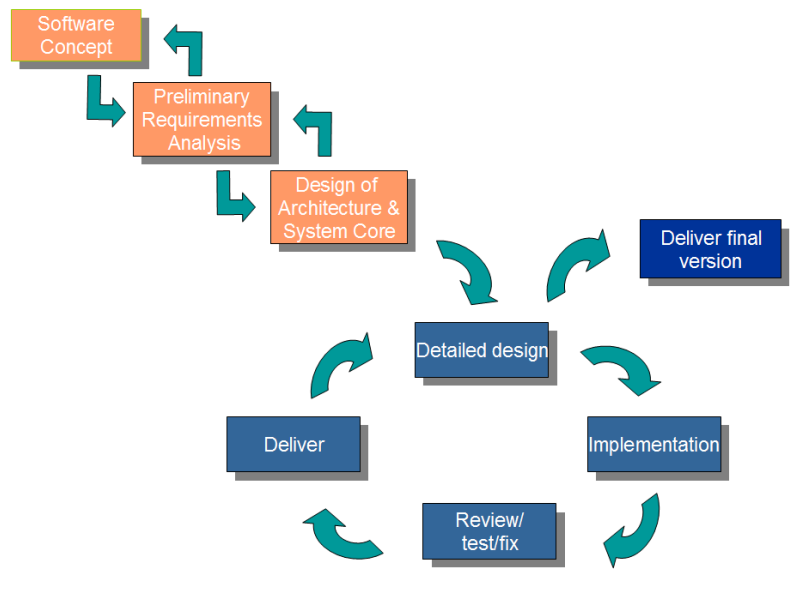 Software
Concept
Preliminary
Requirements
Analysis
Design of
Architecture &
System Core
Deliver final
version
Detailed design
Deliver
Implementation
Review/
test/fix